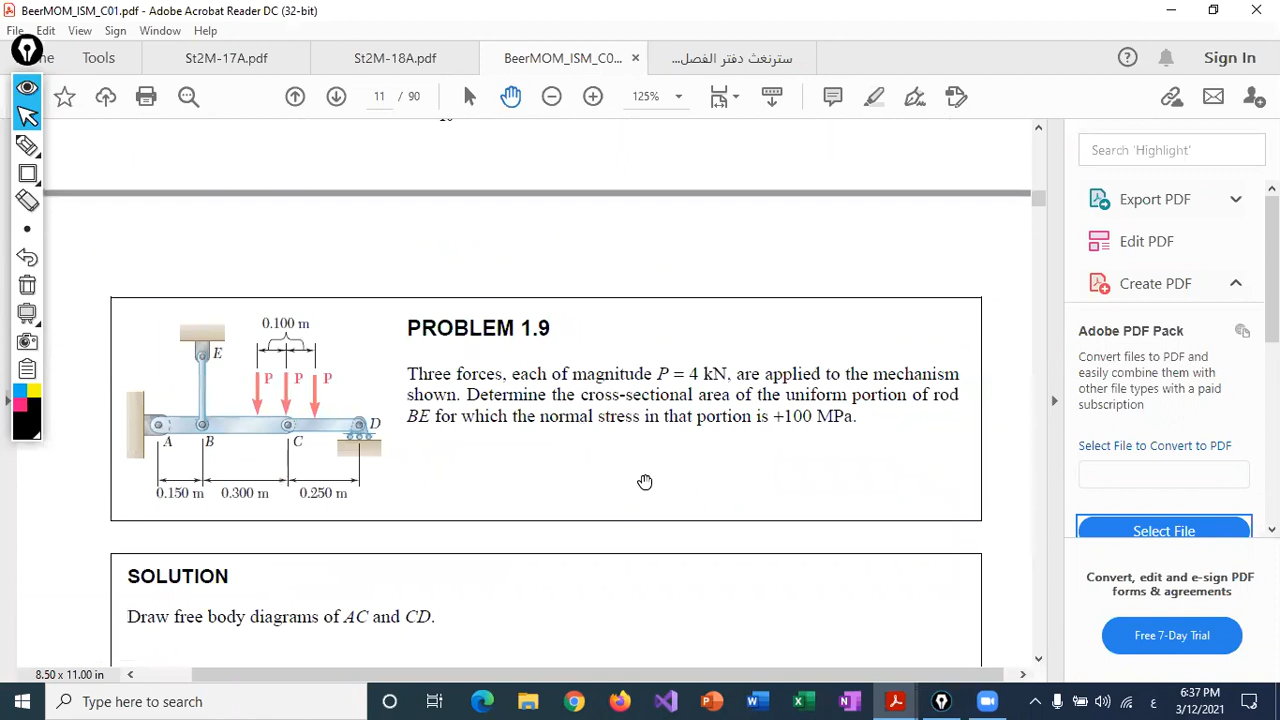 BeerMOM_ISM_C01.pdf - Adobe Acrobat Reader DC (32-bit)
File Edit View Sign Window Help
me Tools St2M-17A.pdf St2M-18A.pdf BeerMOM_ISM_C0... × سترنغث دفتر الفصل... Sign In
11 / 90 125%
Search 'Highlight'
Export PDF
Edit PDF
Create PDF
Adobe PDF Pack
Convert files to PDF and
easily combine them with
other file types with a paid
subscription
Select File to Convert to PDF
Select File
Convert, edit and e-sign PDF
forms & agreements
Free 7-Day Trial
0.100 m
E
P P P
A B C D
0.150 m 0.300 m 0.250 m
PROBLEM 1.9
Three forces, each of magnitude P = 4 kN, are applied to the mechanism
shown. Determine the cross-sectional area of the uniform portion of rod
BE for which the normal stress in that portion is +100 MPa.
SOLUTION
Draw free body diagrams of AC and CD.
8.50 x 11.00 in
Type here to search
ع
6:37 PM
3/12/2021